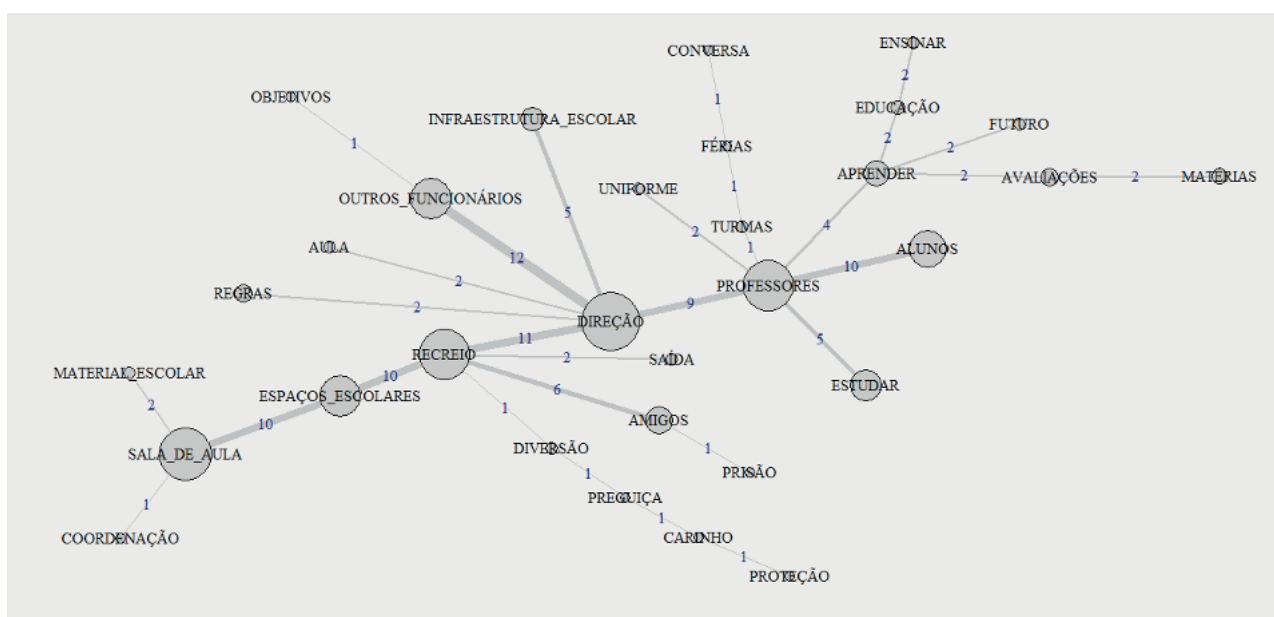 ENSINAR
CONVERSA
2
OBJETIVOS
1
EDUCAÇÃO
INFRAESTRUTURA_ESCOLAR
FUTURO
2
2
1
FÉRIAS
APRENDER
2
AVALIAÇÕES
2
MATERIAS
1
UNIFORME
OUTROS_FUNCIONÁRIOS
5
4
TURMAS
2
1
AULA
12
ALUNOS
10
2
PROFESSORES
REGRAS
2
9
DIREÇÃO
11
5
RECREIO
2
SAÍDA
MATERIAL_ESCOLAR
10
ESTUDAR
6
ESPAÇOS_ESCOLARES
2
1
AMIGOS
10
DIVERSÃO
1
SALA_DE_AULA
1
PRISÃO
PREGUIÇA
1
1
COORDENAÇÃO
CARINHO
1
PROTEÇÃO